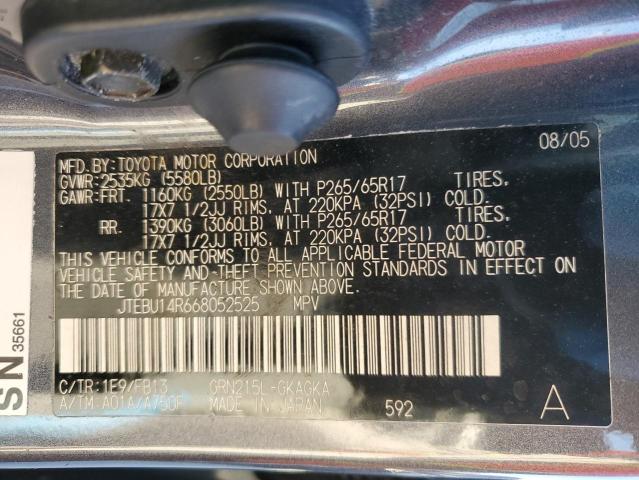 08/05
MFD.BY:TOYOTA MOTOR CORPORATION
GVWR:2535KG (5580LB)
GAWR:FRT. 1160KG (2550LB) WITH P265/65R17 TIRES,
17X7 1/2JJ RIMS, AT 220KPA (32PSI) COLD.
RR. 1390KG (3060LB) WITH P265/65R17 TIRES,
17X7 1/2JJ RIMS, AT 220KPA (32PSI) COLD.
THIS VEHICLE CONFORMS TO ALL APPLICABLE FEDERAL MOTOR
VEHICLE SAFETY AND-THEFT PREVENTION STANDARDS IN EFFECT ON
THE DATE OF MANUFACTURE SHOWN ABOVE.
JTEBU14R668052525 MPV
C/TR:1E9/FB13 GRN215L-GKAGKA
A/TM:A01A/A750F MADE IN JAPAN 592 A
SN 35661